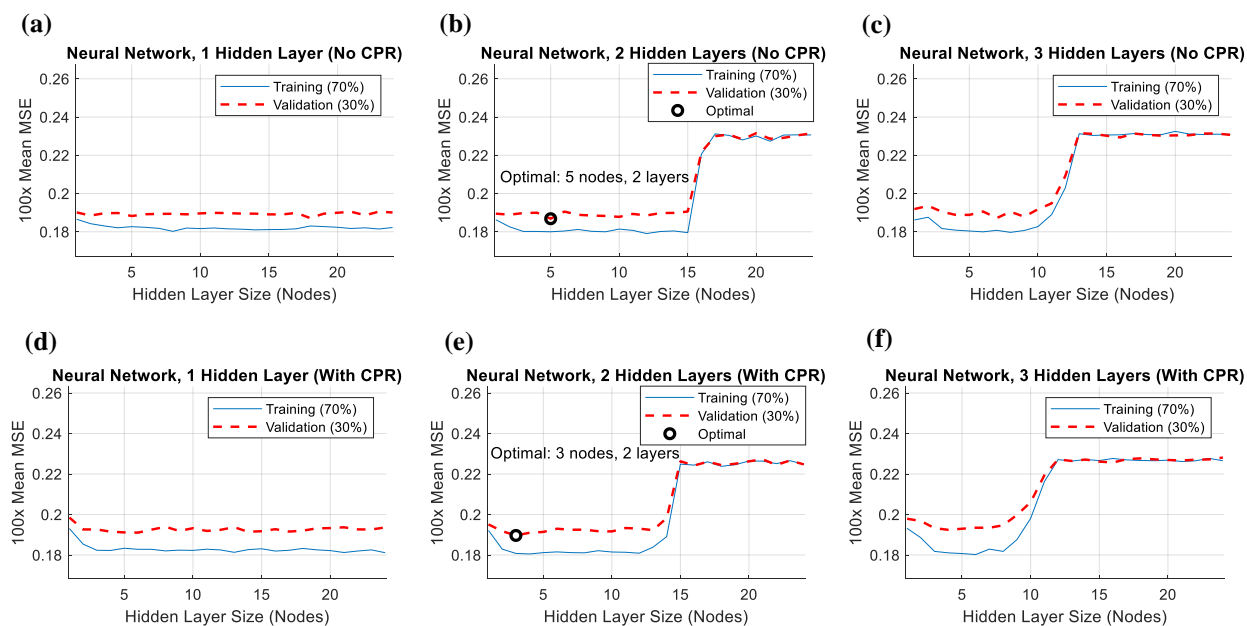 (a)
Neural Network, 1 Hidden Layer (No CPR)
Training (70%)
Validation (30%)
0.26
0.24
0.22
0.2
0.18
100x Mean MSE
5 10 15 20
Hidden Layer Size (Nodes)
(b)
Neural Network, 2 Hidden Layers (No CPR)
Training (70%)
Validation (30%)
Optimal
Optimal: 5 nodes, 2 layers
0.26
0.24
0.22
0.2
0.18
100x Mean MSE
5 10 15 20
Hidden Layer Size (Nodes)
(c)
Neural Network, 3 Hidden Layers (No CPR)
Training (70%)
Validation (30%)
0.26
0.24
0.22
0.2
0.18
100x Mean MSE
5 10 15 20
Hidden Layer Size (Nodes)
(d)
Neural Network, 1 Hidden Layer (With CPR)
Training (70%)
Validation (30%)
0.26
0.24
0.22
0.2
0.18
100x Mean MSE
5 10 15 20
Hidden Layer Size (Nodes)
(e)
Neural Network, 2 Hidden Layers (With CPR)
Training (70%)
Validation (30%)
Optimal
Optimal: 3 nodes, 2 layers
0.26
0.24
0.22
0.2
0.18
100x Mean MSE
5 10 15 20
Hidden Layer Size (Nodes)
(f)
Neural Network, 3 Hidden Layers (With CPR)
Training (70%)
Validation (30%)
0.26
0.24
0.22
0.2
0.18
100x Mean MSE
5 10 15 20
Hidden Layer Size (Nodes)